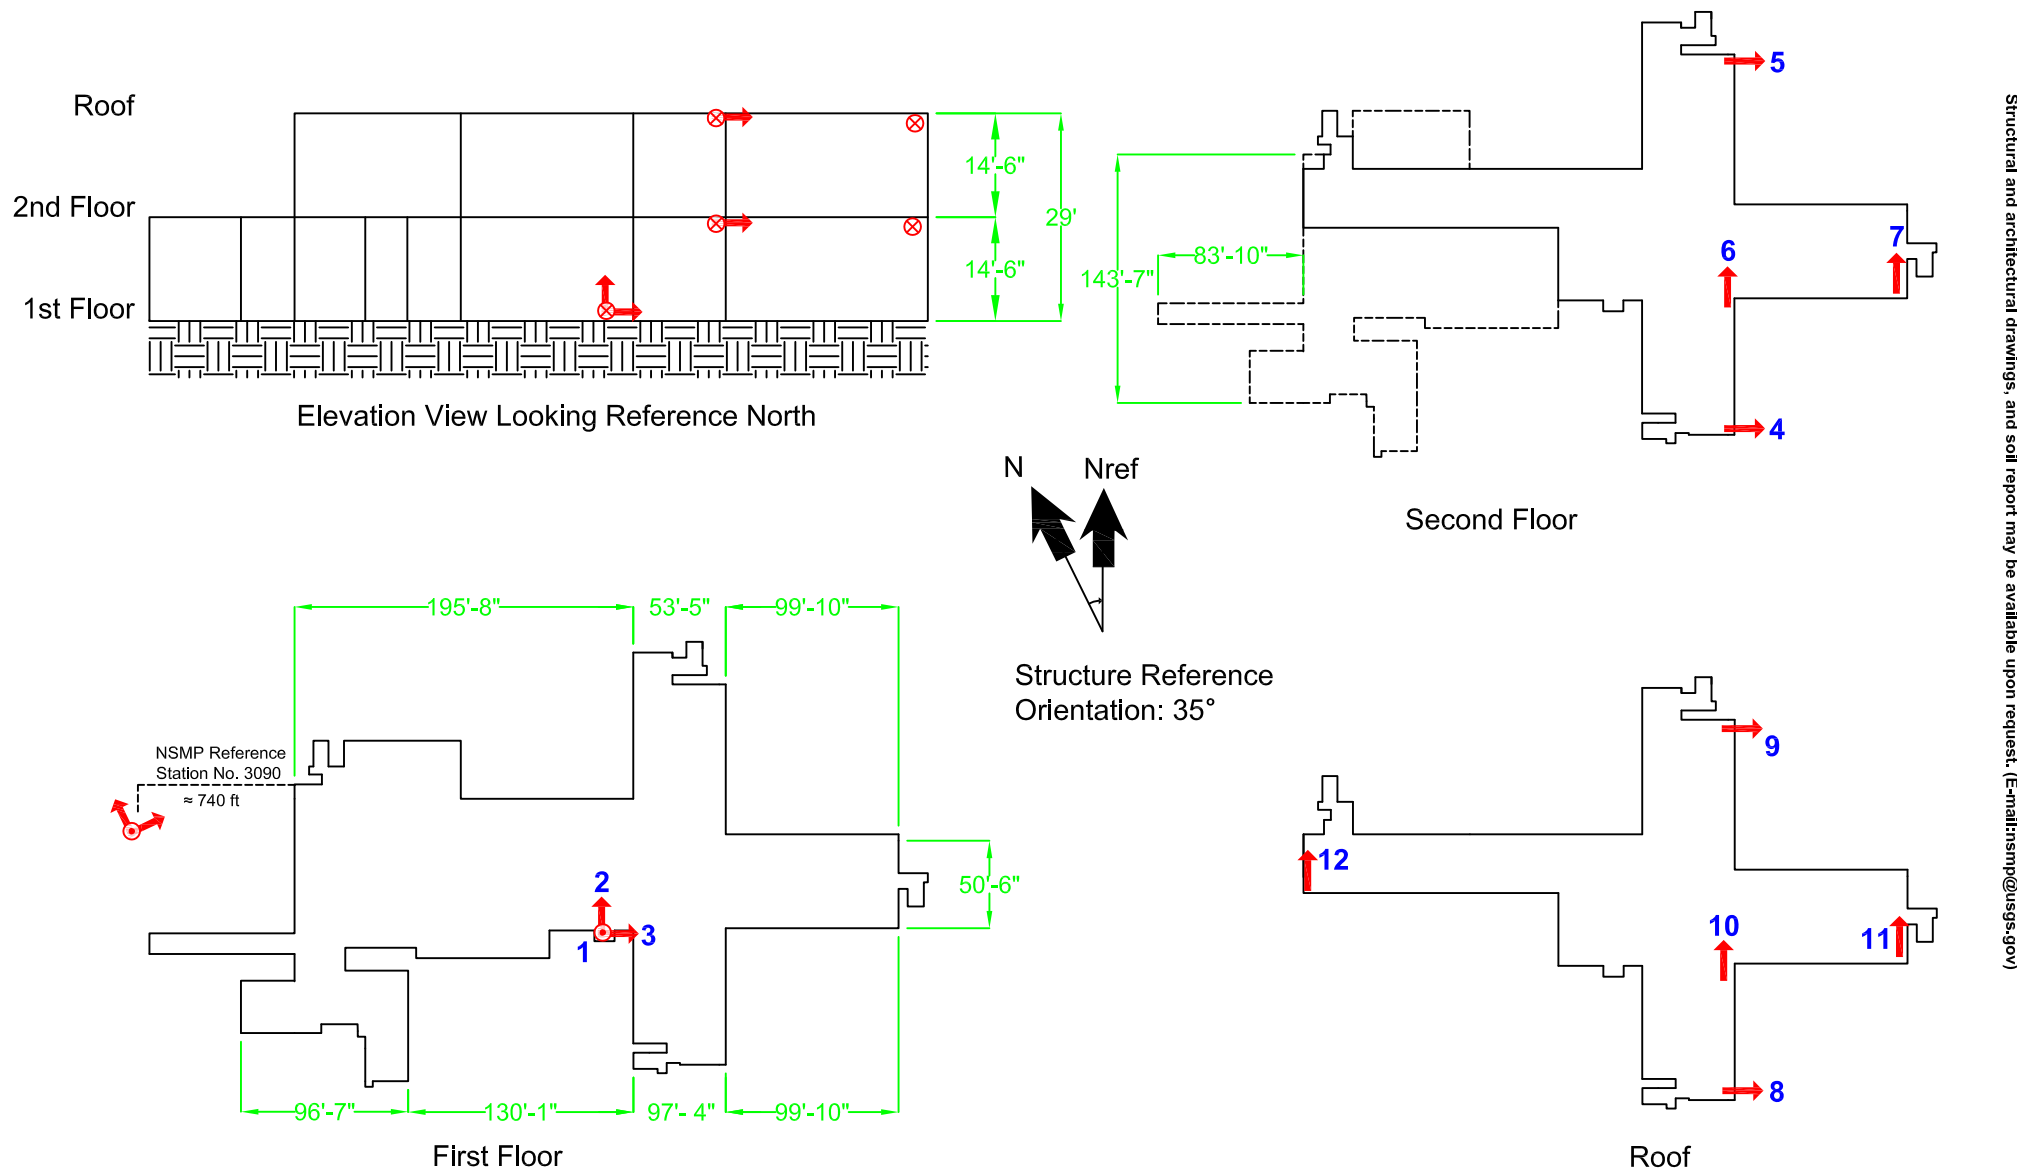 Roof
2nd Floor
1st Floor
14'-6"
29'
14'-6"
Elevation View Looking Reference North
5
83'-10"
143'-7"
6
7
4
Second Floor
N
Nref
Structure Reference
Orientation: 35°
195'-8"
53'-5"
99'-10"
NSMP Reference
Station No. 3090
≈ 740 ft
50'-6"
2
1
3
96'-7"
130'-1"
97'- 4"
99'-10"
First Floor
9
12
10
11
8
Roof
Structural and architectural drawings, and soil report may be available upon request. (E-mail:nsmp@usgs.gov)